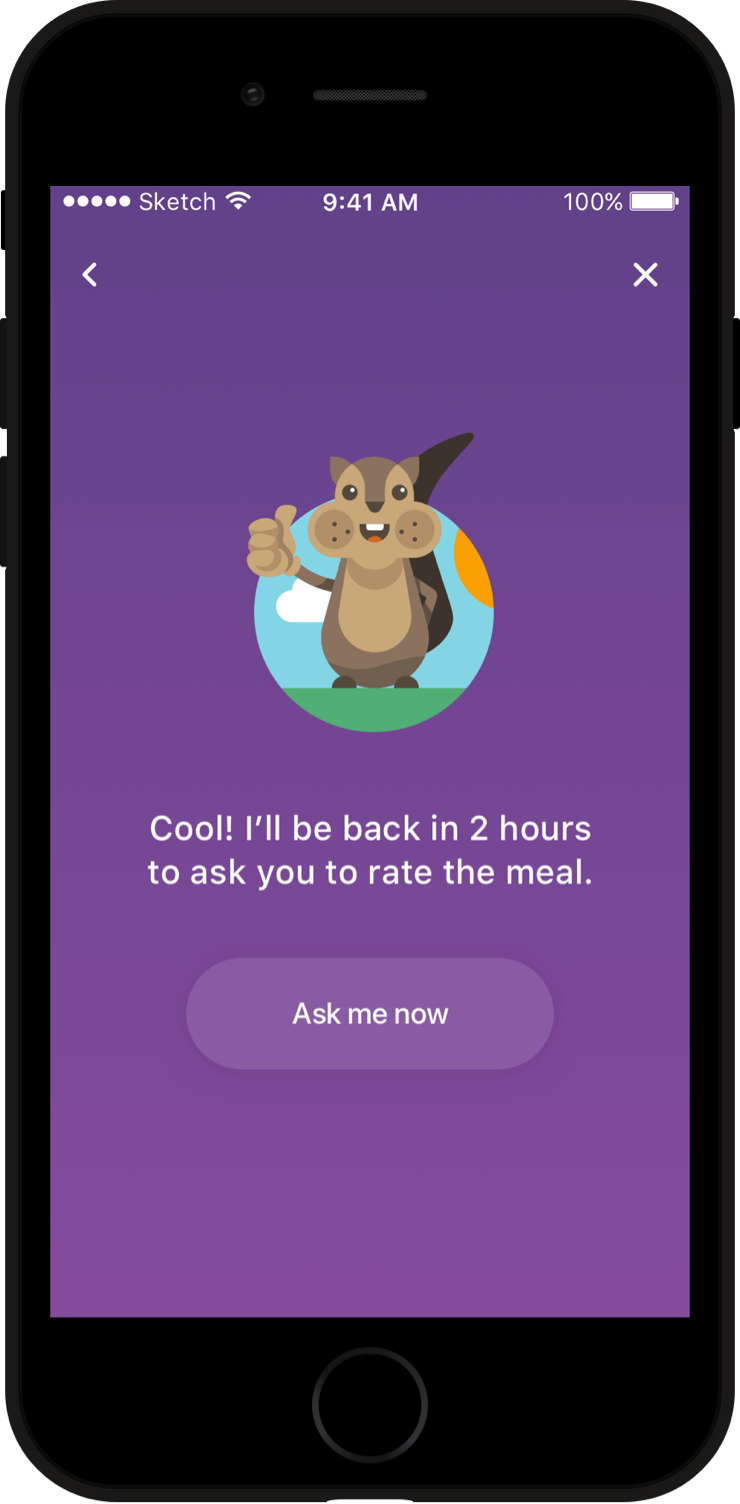 Sketch 9:41 AM 100%
Cool! I’ll be back in 2 hours
to ask you to rate the meal.
Ask me now